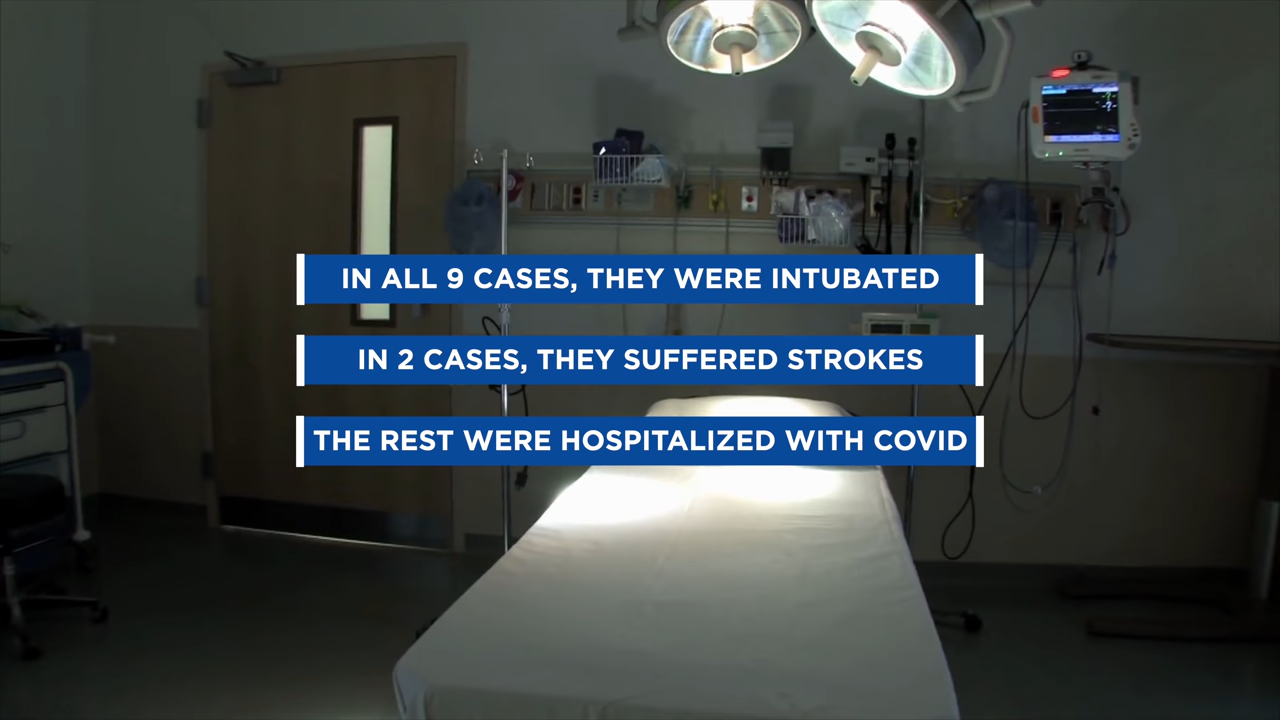 IN ALL 9 CASES, THEY WERE INTUBATED
IN 2 CASES, THEY SUFFERED STROKES
THE REST WERE HOSPITALIZED WITH COVID